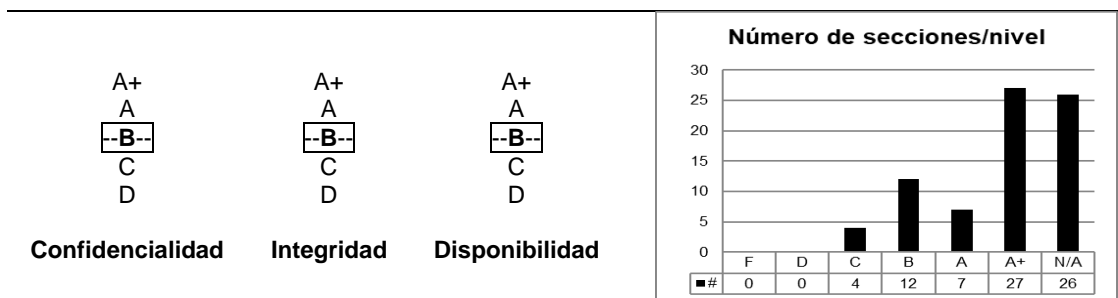 A+ A+ A+
A A A
--B-- --B-- --B--
C C C
D D D
Confidencialidad Integridad Disponibilidad
Número de secciones/nivel
30
25
20
15
10
5
0
F D C B A A+ N/A
# 0 0 4 12 7 27 26